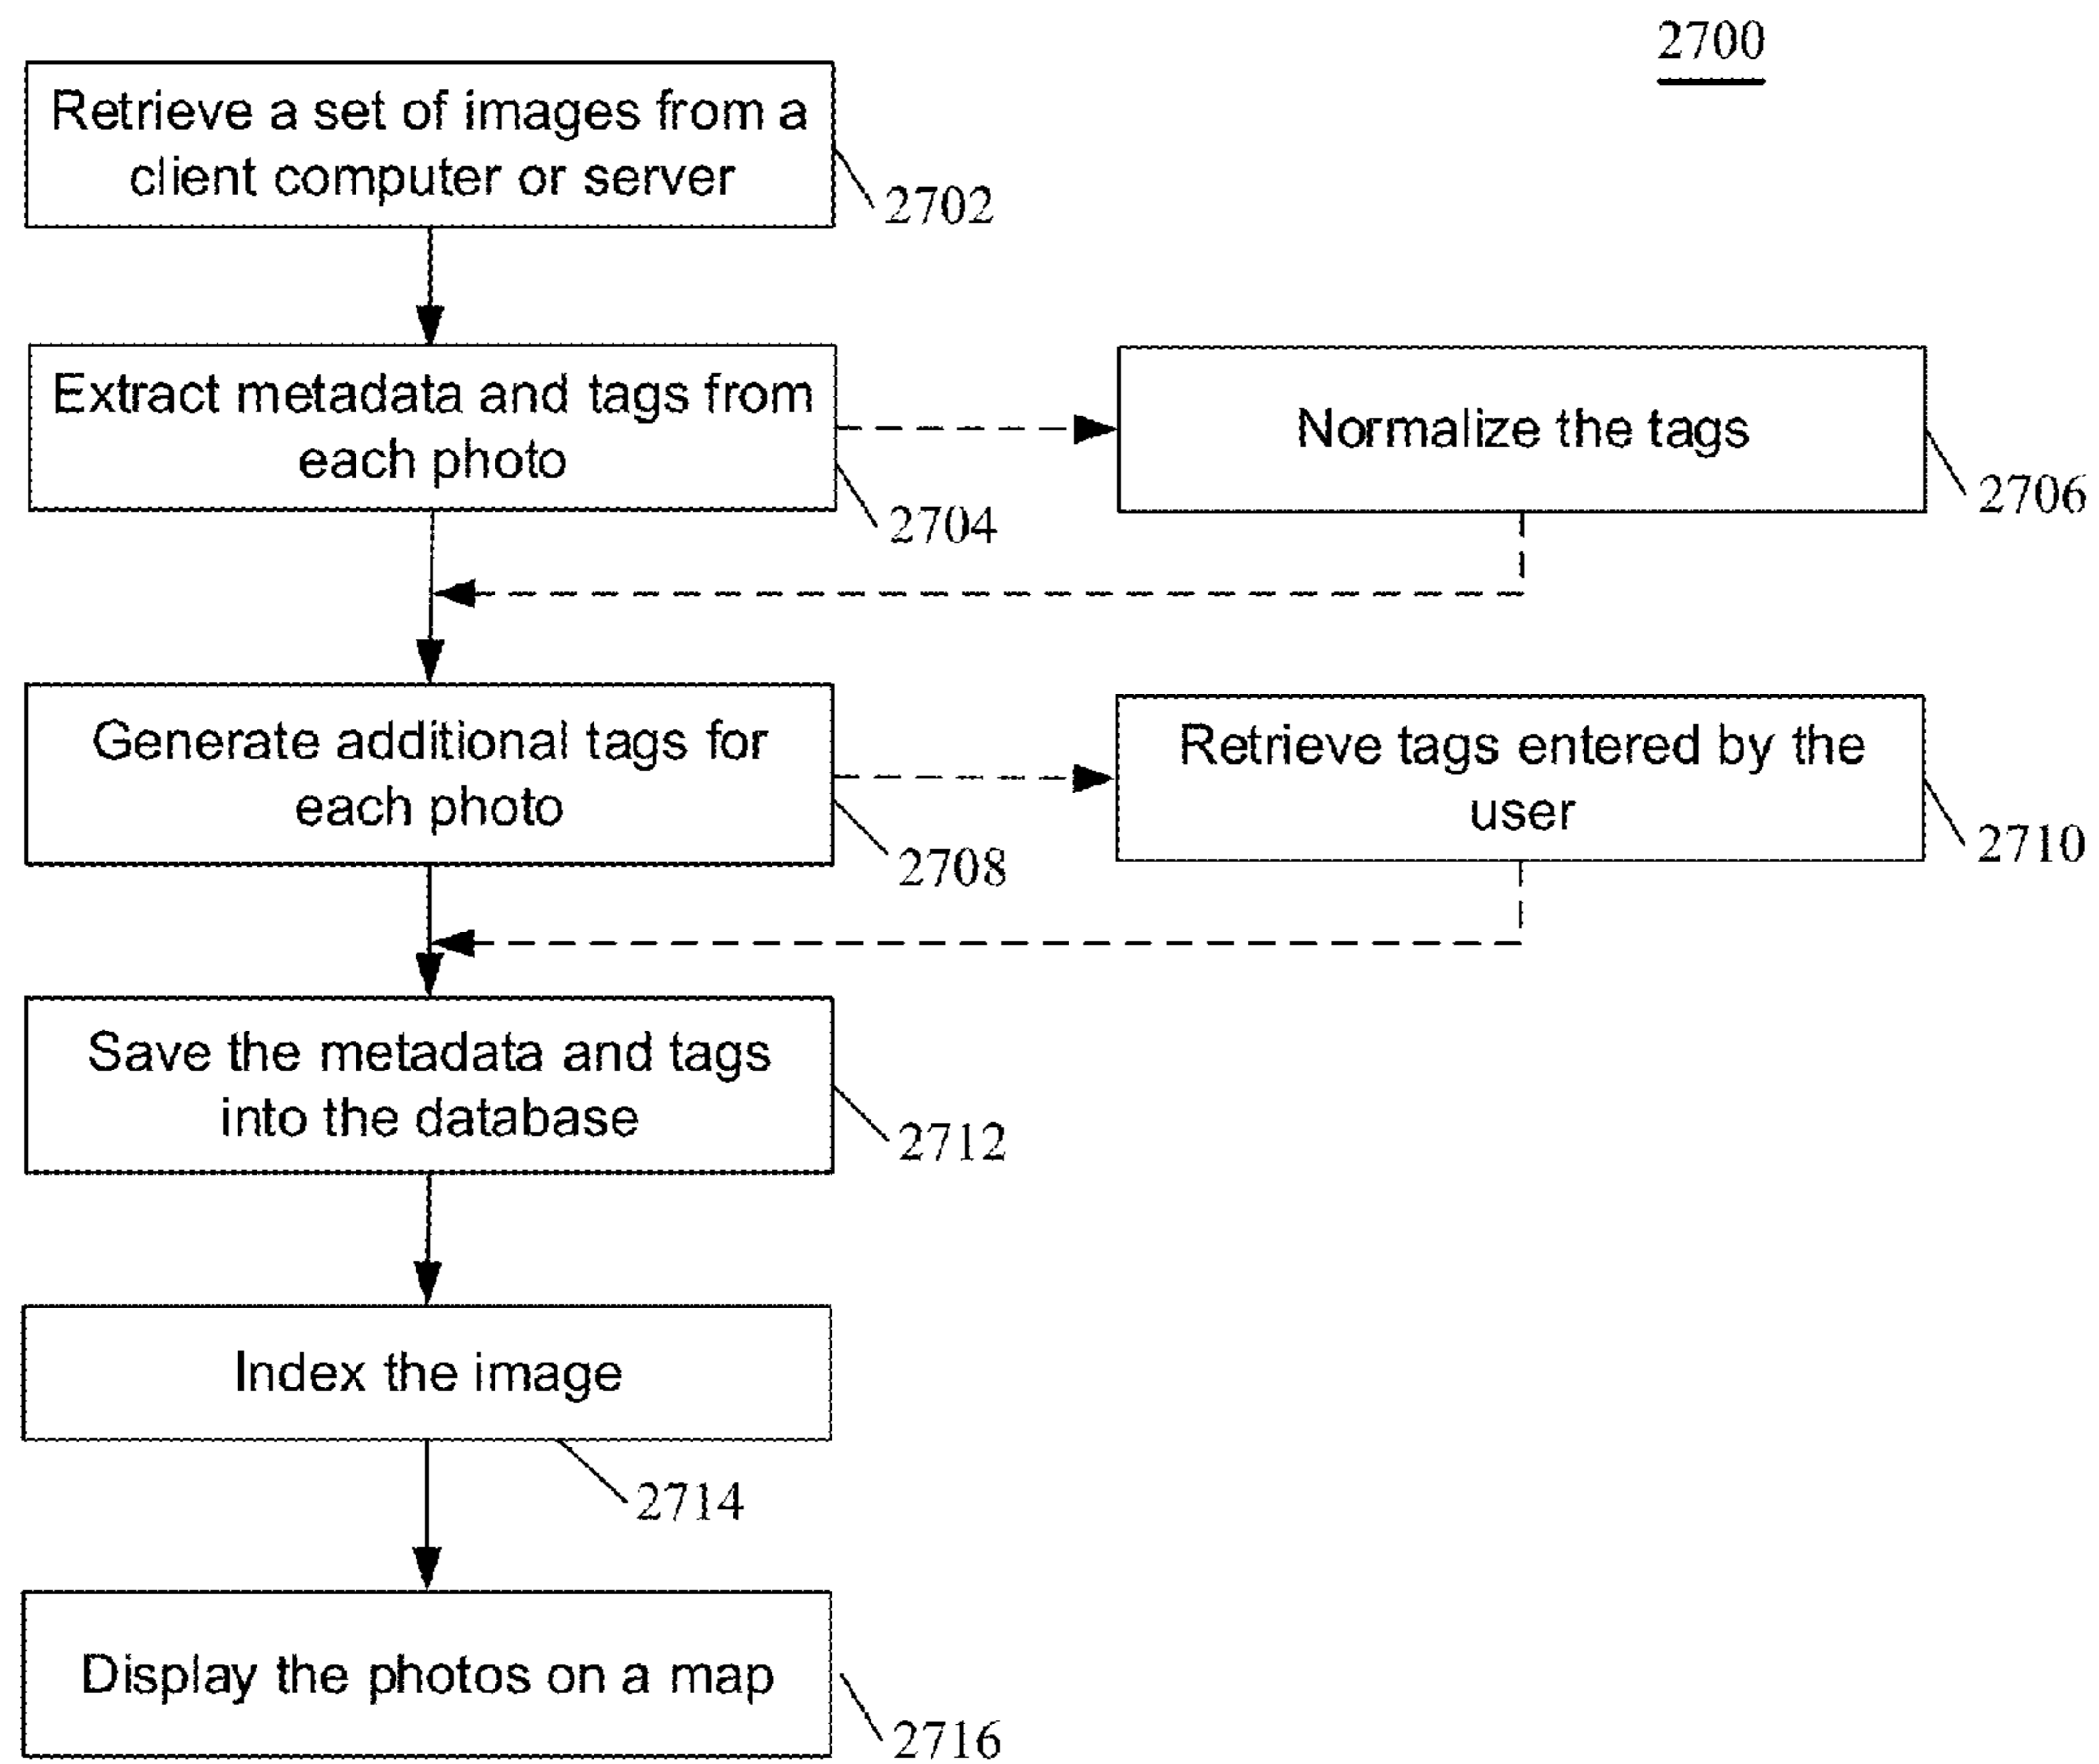 2700
Retrieve a set of images from a
client computer or server
2702
Extract metadata and tags from
each photo
2704
Normalize the tags
2706
Generate additional tags for
each photo
2708
Retrieve tags entered by the
user
2710
Save the metadata and tags
into the database
2712
Index the image
2714
Display the photos on a map
2716